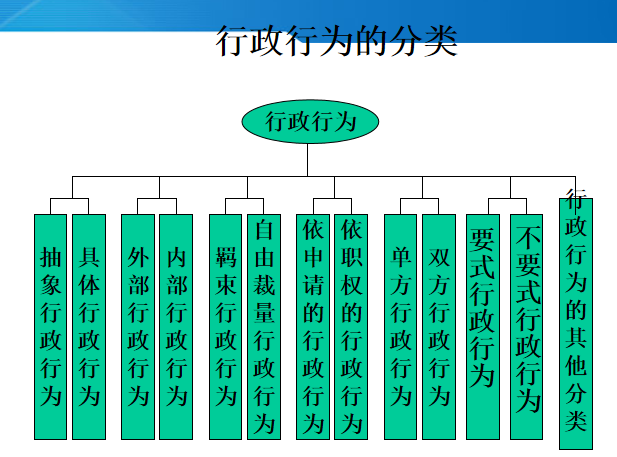 行政行为的分类
行政行为
抽象行政行为
具体行政行为
外部行政行为
内部行政行为
羁束行政行为
自由裁量行政行为
依申请的行政行为
依职权的行政行为
单方行政行为
双方行政行为
要式行政行为
不要式行政行为
行政行为的其他分类